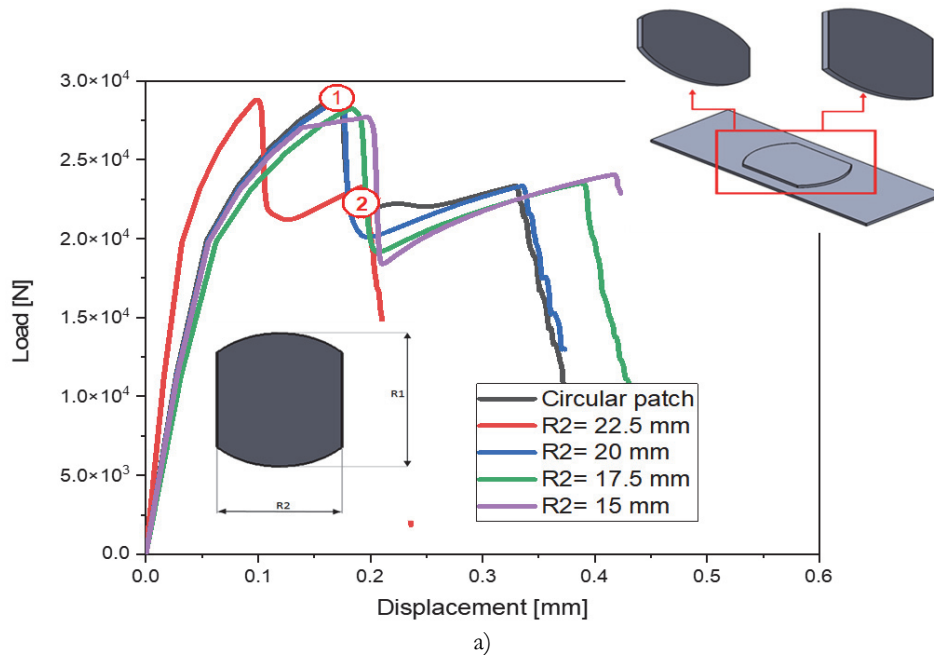 3.0×10⁴
2.5×10⁴
2.0×10⁴
1.5×10⁴
1.0×10⁴
5.0×10³
0.0
Load [N]
1
2
R1
R2
Circular patch
R2= 22.5 mm
R2= 20 mm
R2= 17.5 mm
R2= 15 mm
0.0 0.1 0.2 0.3 0.4 0.5 0.6
Displacement [mm]
a)